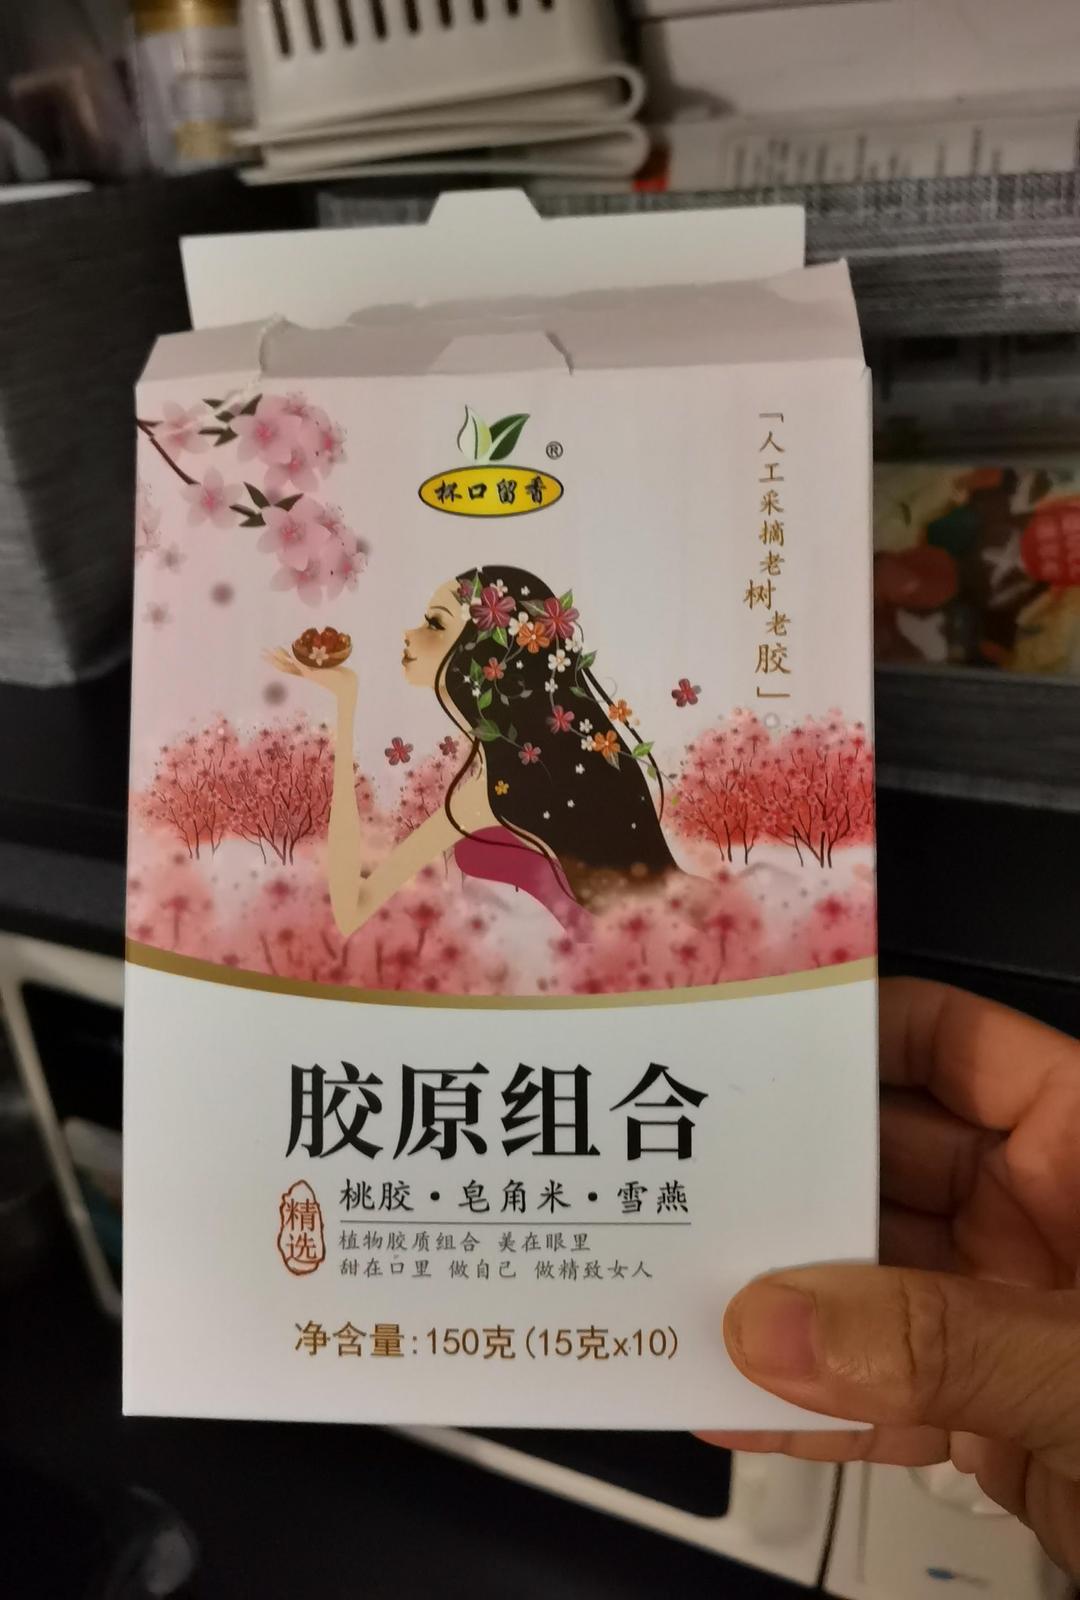 杯口留香
®
「人工采摘老树老胶」
胶原组合
精选
桃胶·皂角米·雪燕
植物胶质组合 美在眼里
甜在口里 做自己 做精致女人
净含量:150克(15克x10)